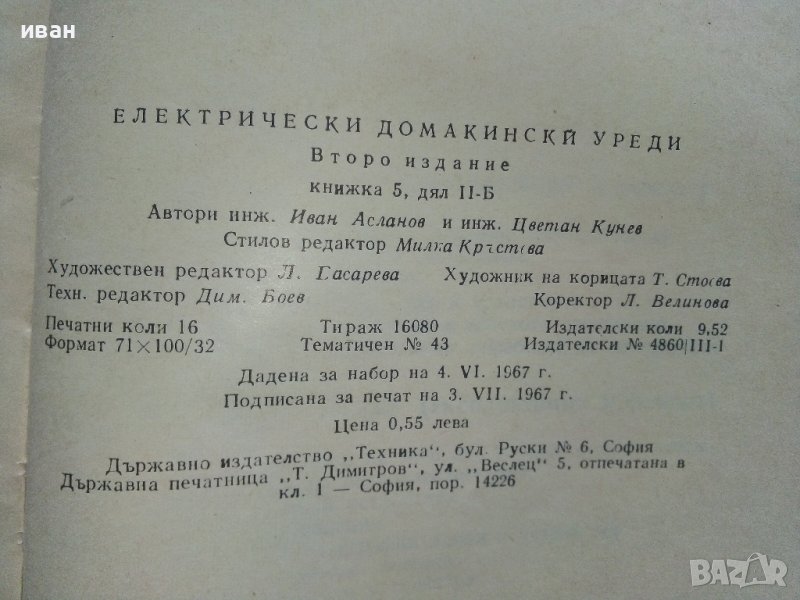 иван
ЕЛЕКТРИЧЕСКИ ДОМАКИНСКИ УРЕДИ
Второ издание
книжка 5, дял II-Б
Автори инж. Иван Асланов и инж. Цветан Кунев
Стилов редактор Милка Кръстева
Художествен редактор Л. Басарева Художник на корицата Т. Стоева
Техн. редактор Дим. Боев Коректор Л. Велинова
Печатни коли 16 Тираж 16080 Издателски коли 9,52
Формат 71×100/32 Тематичен № 43 Издателски № 4860/III-I
Дадена за набор на 4. VI. 1967 г.
Подписана за печат на 3. VII. 1967 г.
Цена 0,55 лева
Държавно издателство „Техника“, бул. Руски № 6, София
Държавна печатница „Т. Димитров“, ул. „Веслец“ 5, отпечатана в
кл. 1 — София, пор. 14226
BAZAR